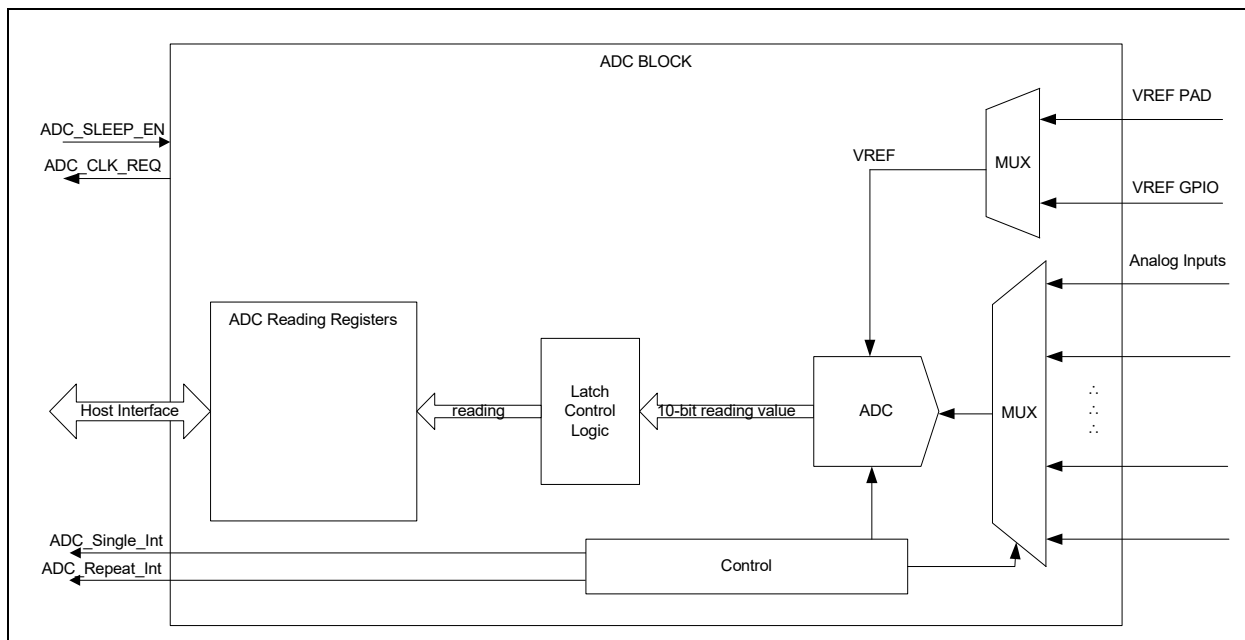 ADC BLOCK
VREF PAD
ADC_SLEEP_EN
VREF
MUX
ADC_CLK_REQ
VREF GPIO
Analog Inputs
ADC Reading Registers
Latch
Control
Logic
Host Interface
reading
10-bit reading value
ADC
MUX
ADC_Single_Int
ADC_Repeat_Int
Control